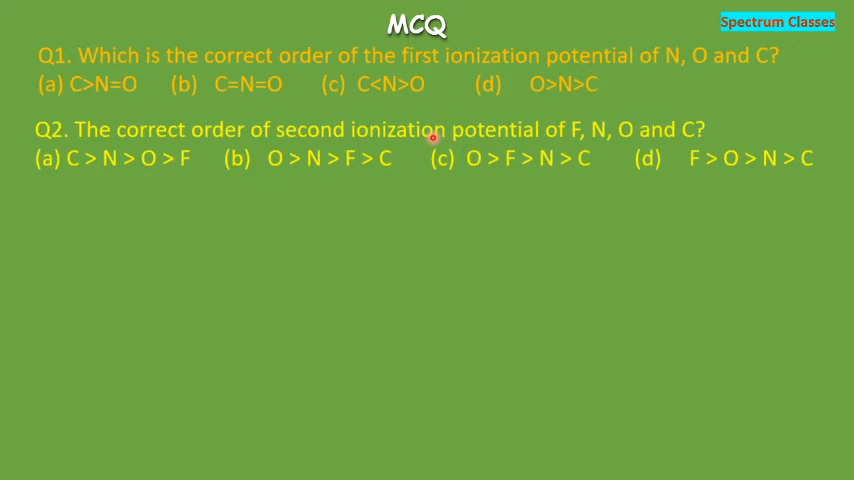 MCQ
Spectrum Classes
Q1. Which is the correct order of the first ionization potential of N, O and C?
(a) C>N=O (b) C=N=O (c) C<N>O (d) O>N>C
Q2. The correct order of second ionization potential of F, N, O and C?
(a) C > N > O > F (b) O > N > F > C (c) O > F > N > C (d) F > O > N > C